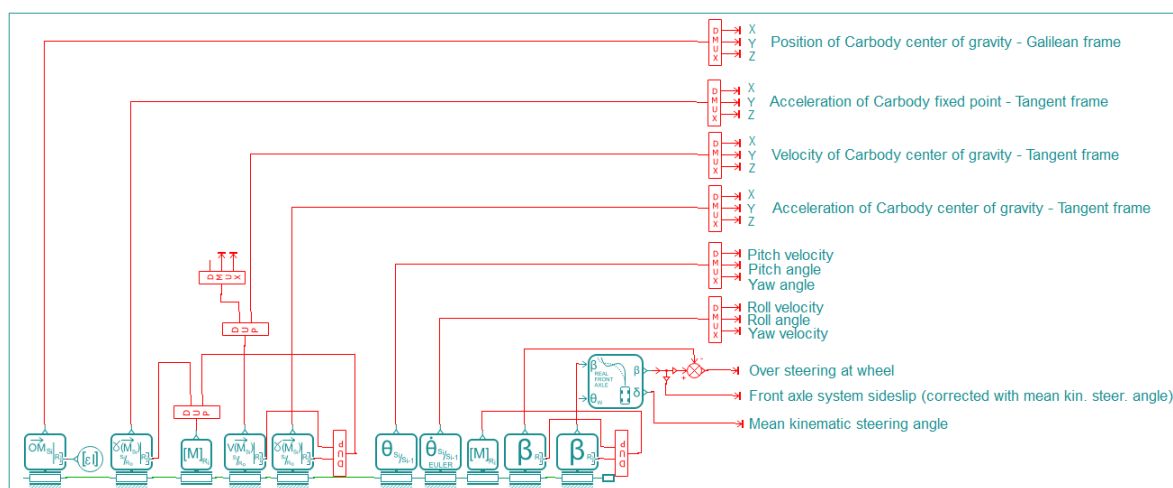 D M U X
X
Y
Z
Position of Carbody center of gravity - Galilean frame
D M U X
X
Y
Z
Acceleration of Carbody fixed point - Tangent frame
D M U X
X
Y
Z
Velocity of Carbody center of gravity - Tangent frame
D M U X
X
Y
Z
Acceleration of Carbody center of gravity - Tangent frame
D M U X
Pitch velocity
Pitch angle
Yaw angle
D M U X
D M U X
Roll velocity
Roll angle
Yaw velocity
D U P
β
REAL
FRONT
AXLE
β
θ
δ
-
+
Over steering at wheel
Front axle system sideslip (corrected with mean kin. steer. angle)
Mean kinematic steering angle
D U P
OM
[εI]
γ(M
[M]
V(M
γ(M
D U P
θ
θ̇
EULER
[M]
β
β
D U P